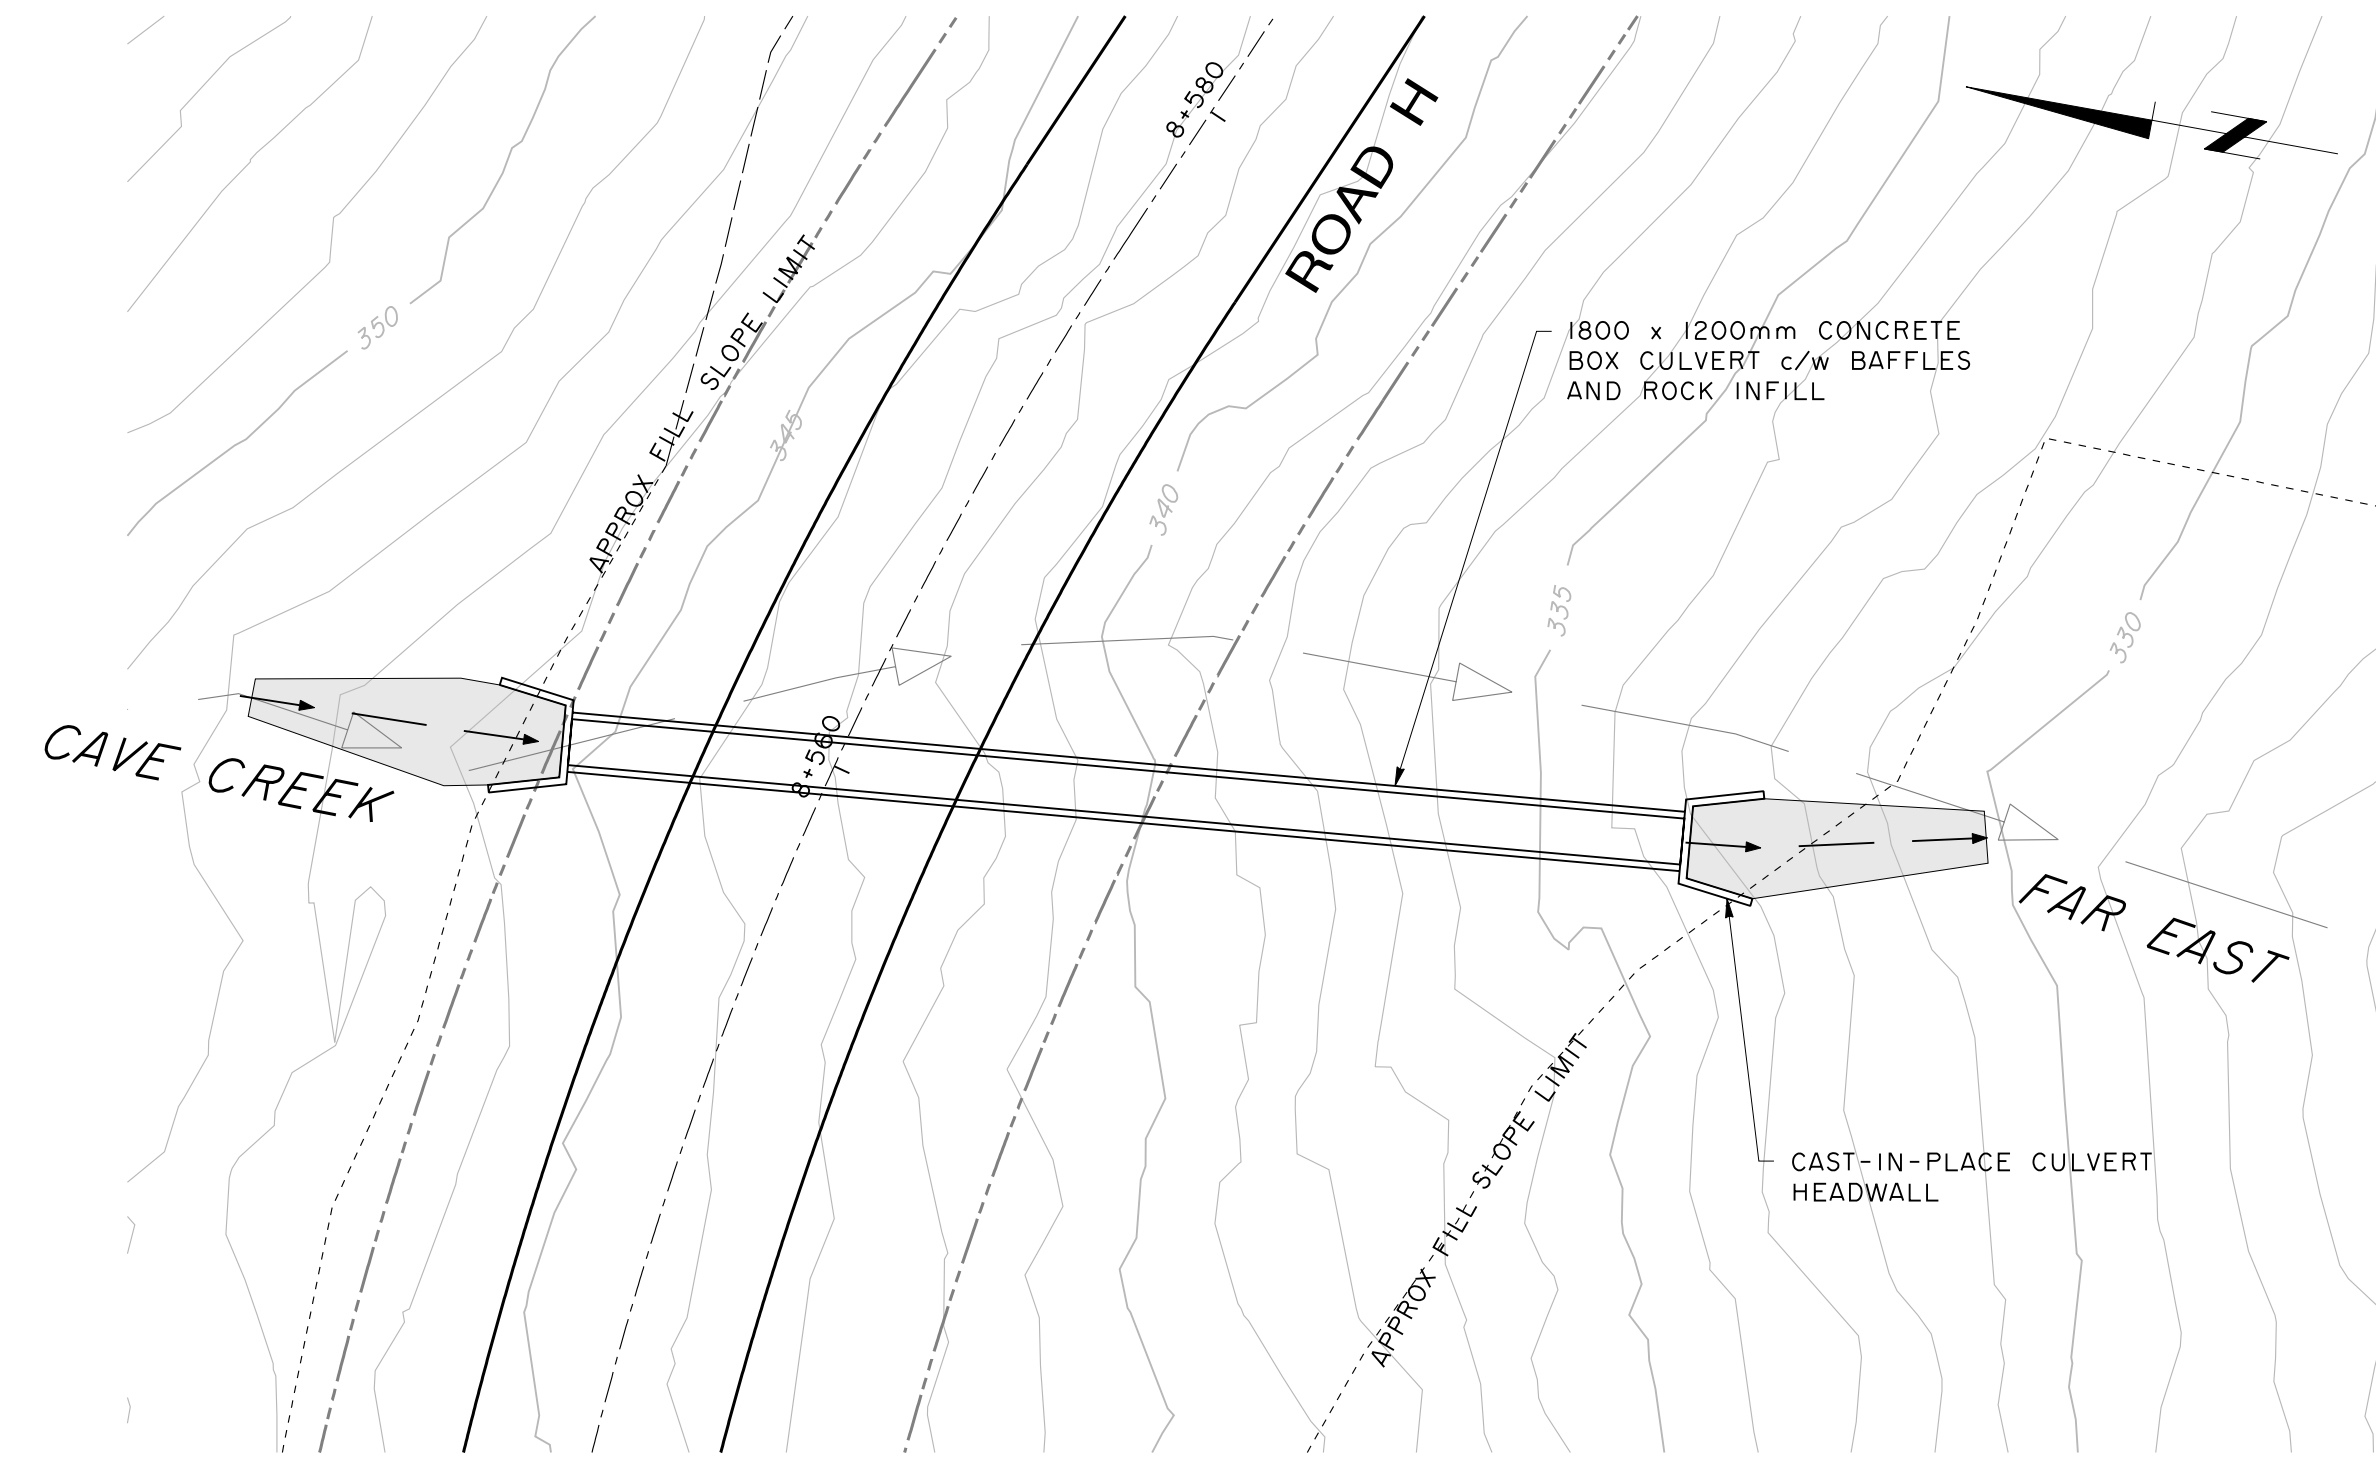 8+580
ROAD H
N
APPROX FILL SLOPE LIMIT
350
345
1800 x 1200mm CONCRETE
BOX CULVERT c/w BAFFLES
AND ROCK INFILL
340
335
330
CAVE CREEK
8+560
FAR EAST
APPROX FILL SLOPE LIMIT
CAST-IN-PLACE CULVERT
HEADWALL